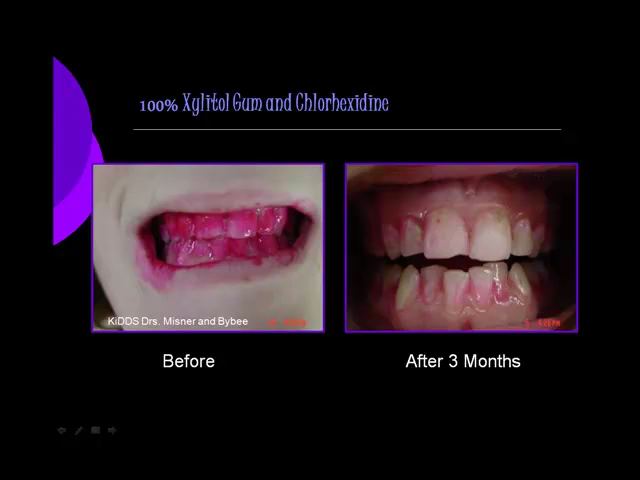 100% Xylitol Gum and Chlorhexidine
KiDDS Drs. Misner and Bybee
Before
After 3 Months